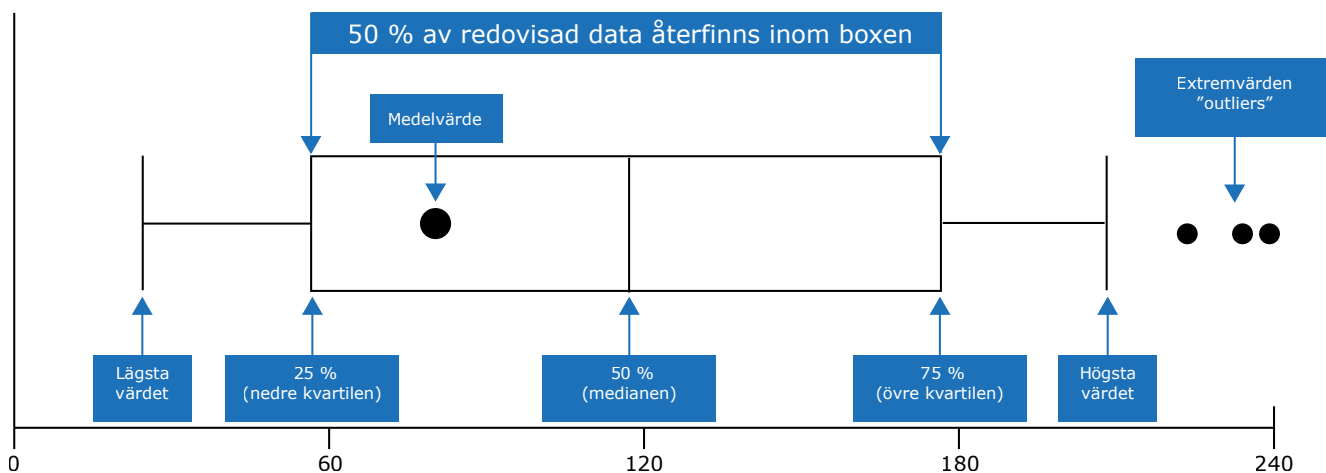 50 % av redovisad data återfinns inom boxen
Medelvärde
Extremvärden
”outliers”
Lägsta
värdet
25 %
(nedre kvartilen)
50 %
(medianen)
75 %
(övre kvartilen)
Högsta
värdet
0
60
120
180
240